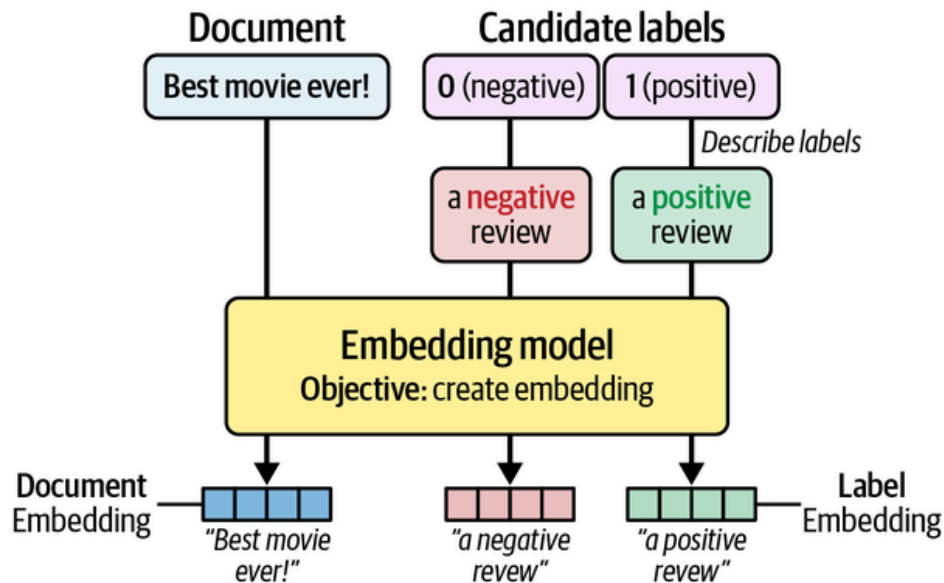 Document
Candidate labels
Best movie ever!
0 (negative)
1 (positive)
Describe labels
a negative
review
a positive
review
Embedding model
Objective: create embedding
Document
Embedding
Label
Embedding
"Best movie
ever!"
"a negative
revew"
"a positive
revew"